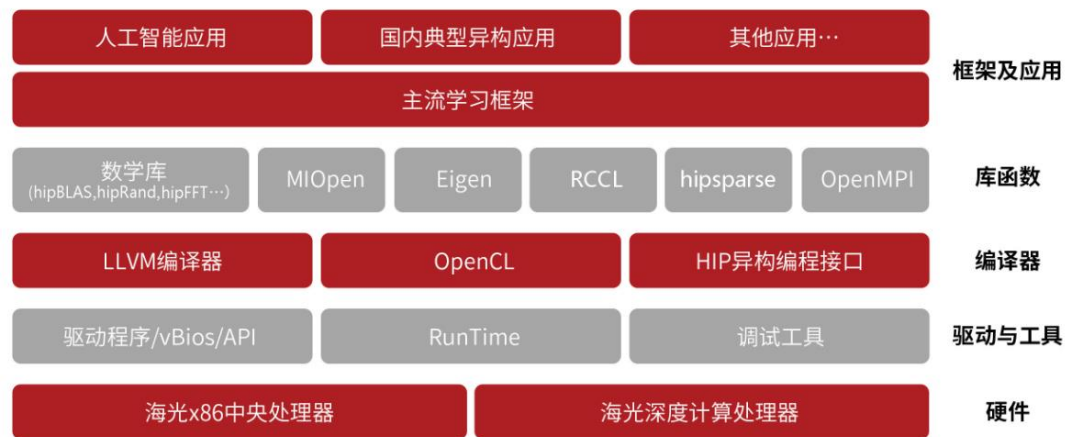 人工智能应用
国内典型异构应用
其他应用…
框架及应用
主流学习框架
数学库
(hipBLAS,hipRand,hipFFT…)
MIOpen
Eigen
RCCL
hipsparse
OpenMPI
库函数
LLVM编译器
OpenCL
HIP异构编程接口
编译器
驱动程序/vBios/API
RunTime
调试工具
驱动与工具
海光x86中央处理器
海光深度计算处理器
硬件